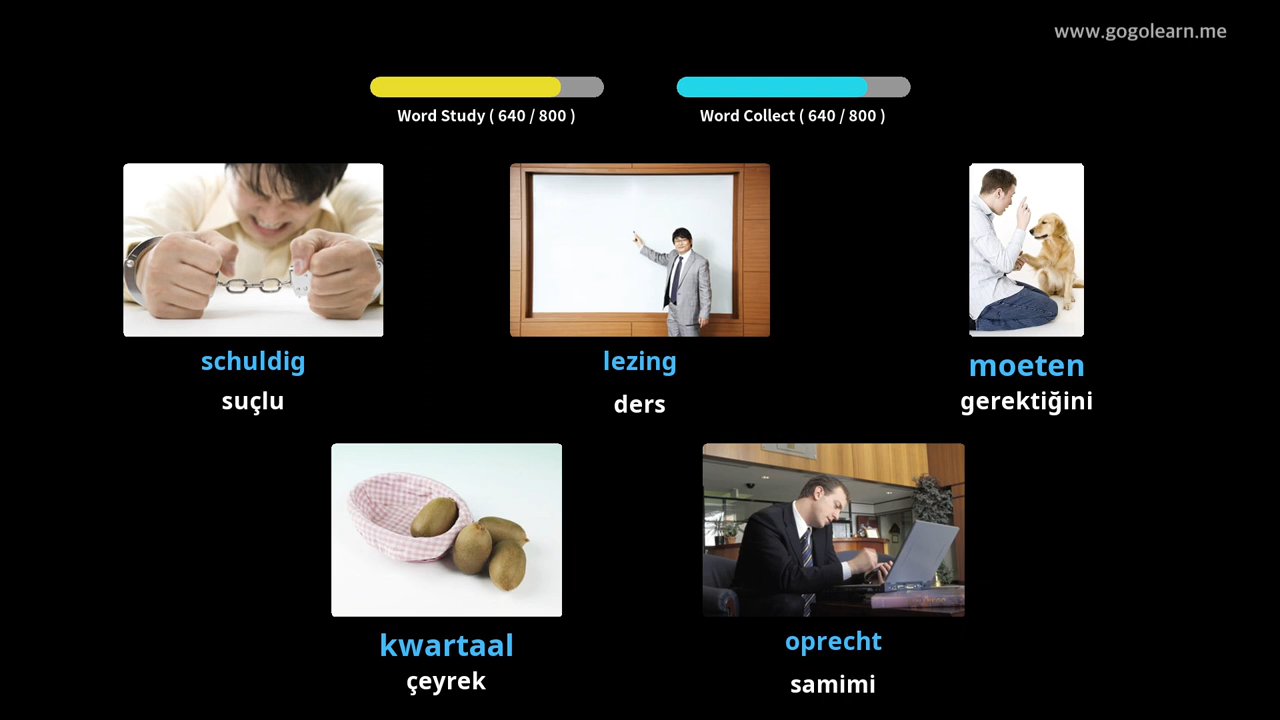 www.gogolearn.me
Word Study ( 640 / 800 )
Word Collect ( 640 / 800 )
schuldig
suçlu
lezing
ders
moeten
gerektiğini
kwartaal
çeyrek
oprecht
samimi